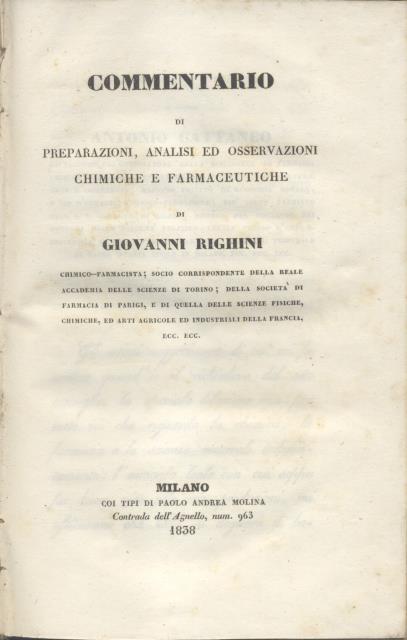 COMMENTARIO
DI
PREPARAZIONI, ANALISI ED OSSERVAZIONI
CHIMICHE E FARMACEUTICHE
DI
GIOVANNI RIGHINI
CHIMICO-FARMACISTA; SOCIO CORRISPONDENTE DELLA REALE
ACCADEMIA DELLE SCIENZE DI TORINO; DELLA SOCIETA' DI
FARMACIA DI PARIGI, E DI QUELLA DELLE SCIENZE FISICHE,
CHIMICHE, ED ARTI AGRICOLE ED INDUSTRIALI DELLA FRANCIA,
ECC. ECC.
MILANO
COI TIPI DI PAOLO ANDREA MOLINA
Contrada dell'Agnello, num. 963
1838